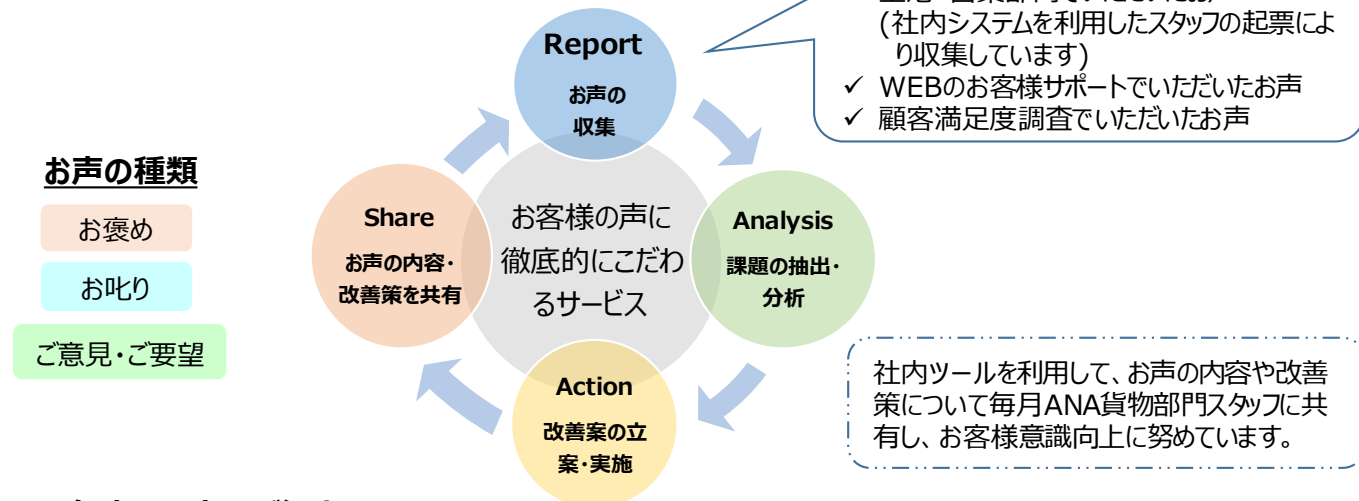 (社内システムを利用したスタッフの起票によ
り収集しています)
✓ WEBのお客様サポートでいただいたお声
✓ 顧客満足度調査でいただいたお声
Report
お声の
収集
お声の種類
お褒め
お叱り
ご意見・ご要望
Share
お声の内容・
改善策を共有
お客様の声に
徹底的にこだわ
るサービス
Analysis
課題の抽出・
分析
Action
改善案の立
案・実施
社内ツールを利用して、お声の内容や改善
策について毎月ANA貨物部門スタッフに共
有し、お客様意識向上に努めています。